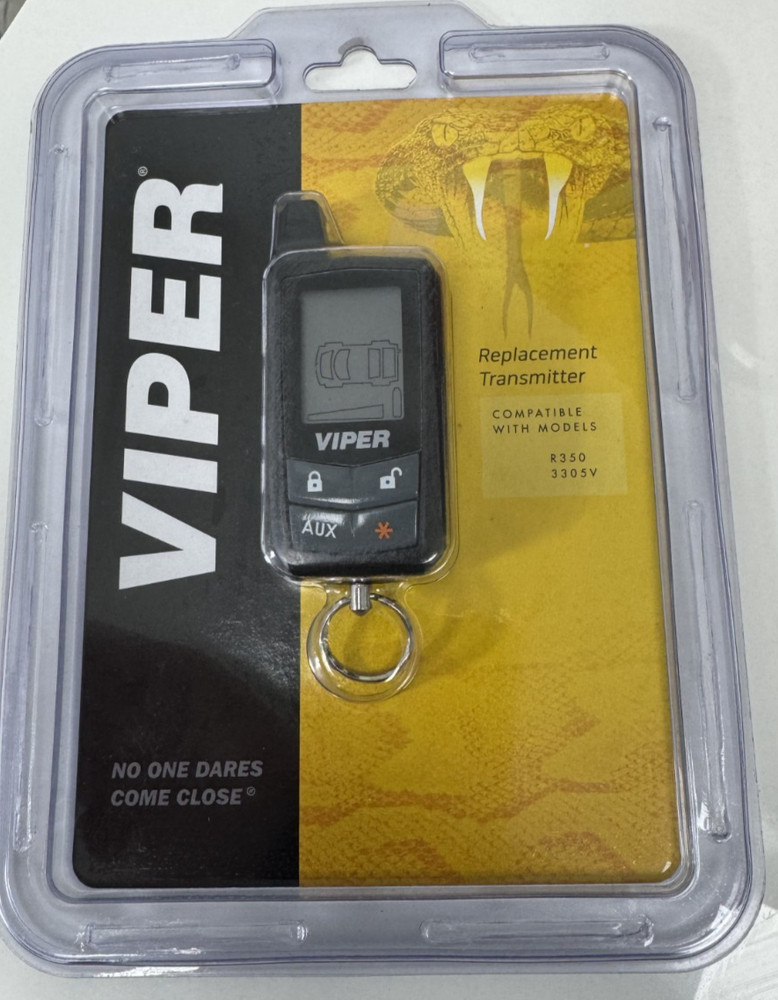 VIPER®
VIPER
AUX
*
Replacement
Transmitter
COMPATIBLE
WITH MODELS
R350
3305V
NO ONE DARES
COME CLOSE®